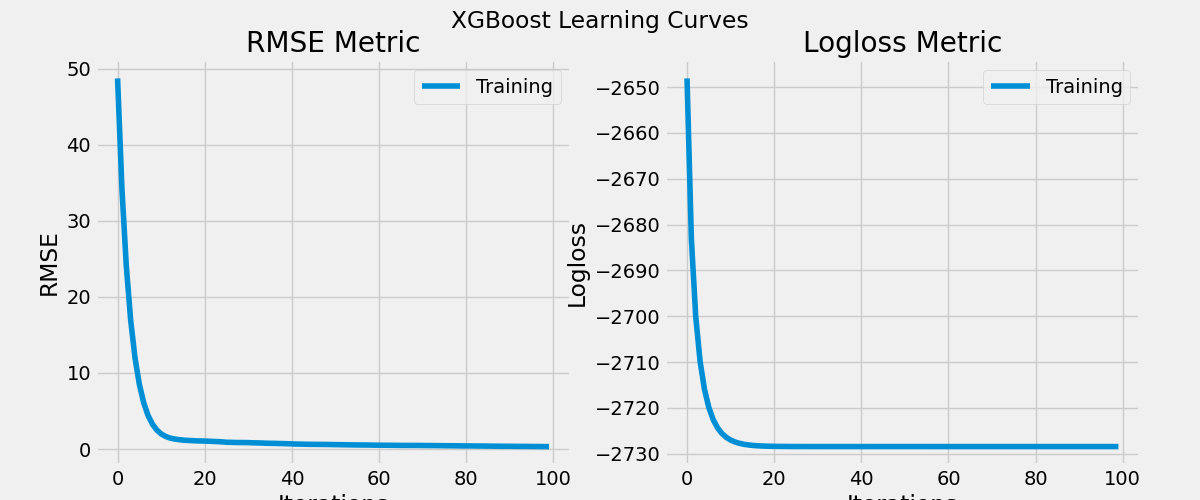 XGBoost Learning Curves
RMSE Metric
Training
RMSE
50
40
30
20
10
0
0 20 40 60 80 100
Iterations
Logloss Metric
Training
Logloss
−2650
−2660
−2670
−2680
−2690
−2700
−2710
−2720
−2730
0 20 40 60 80 100
Iterations